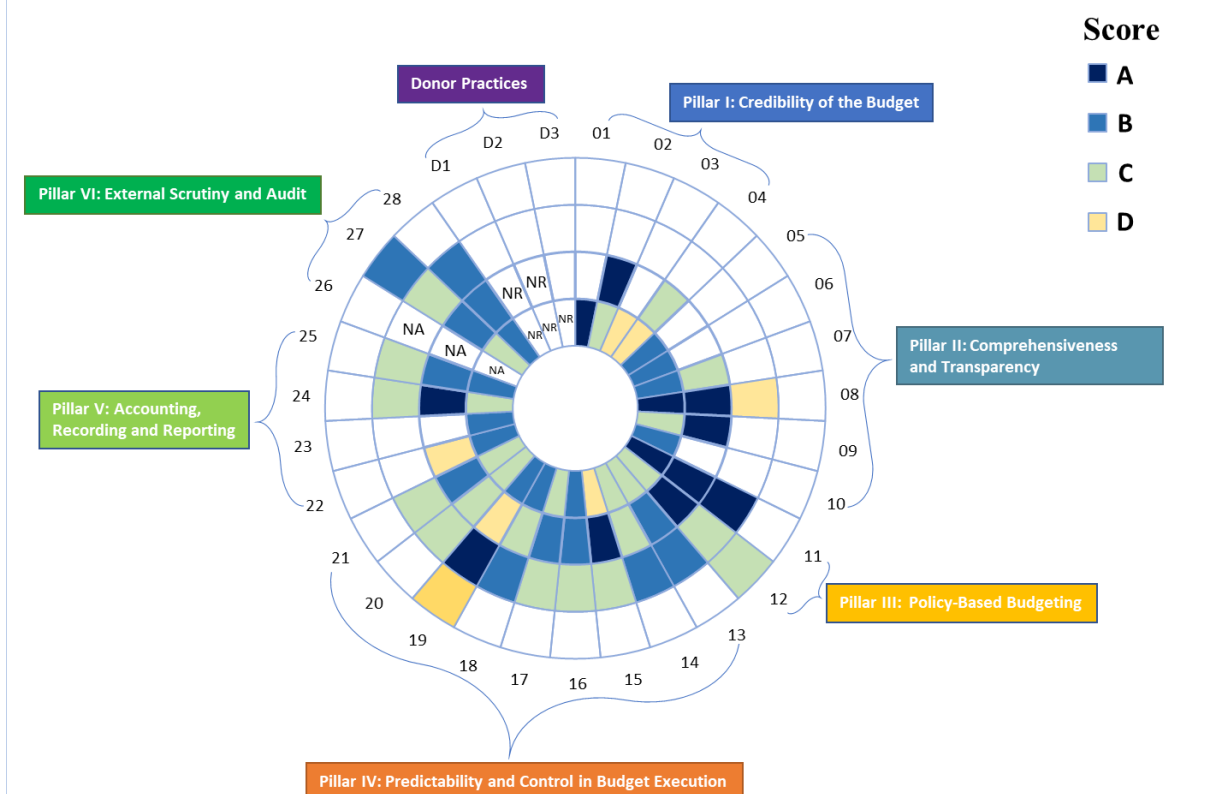 Score
A
B
C
D
Donor Practices
Pillar I: Credibility of the Budget
D1
D2
D3
01
02
03
04
05
06
07
08
09
10
Pillar II: Comprehensiveness
and Transparency
11
12
Pillar III: Policy-Based Budgeting
13
14
15
16
17
18
19
20
21
Pillar IV: Predictability and Control in Budget Execution
22
23
24
25
Pillar V: Accounting,
Recording and Reporting
26
27
28
Pillar VI: External Scrutiny and Audit
NR
NR
NR
NR
NR
NA
NA
NA